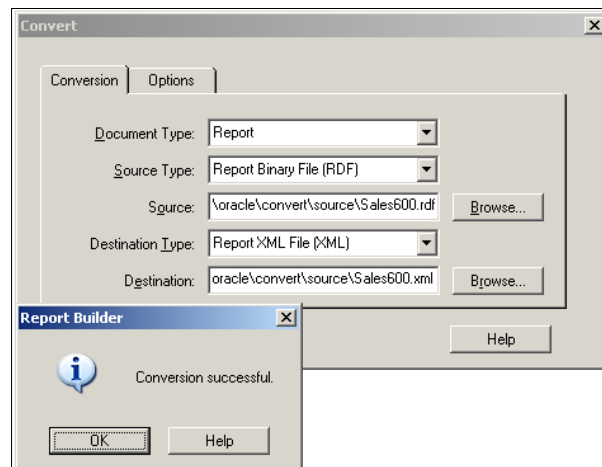 Convert
Conversion Options
Document Type: Report
Source Type: Report Binary File (RDF)
Source: \oracle\convert\source\Sales600.rdf Browse...
Destination Type: Report XML File (XML)
Destination: oracle\convert\source\Sales600.xml Browse...
Help
Report Builder
Conversion successful.
OK Help